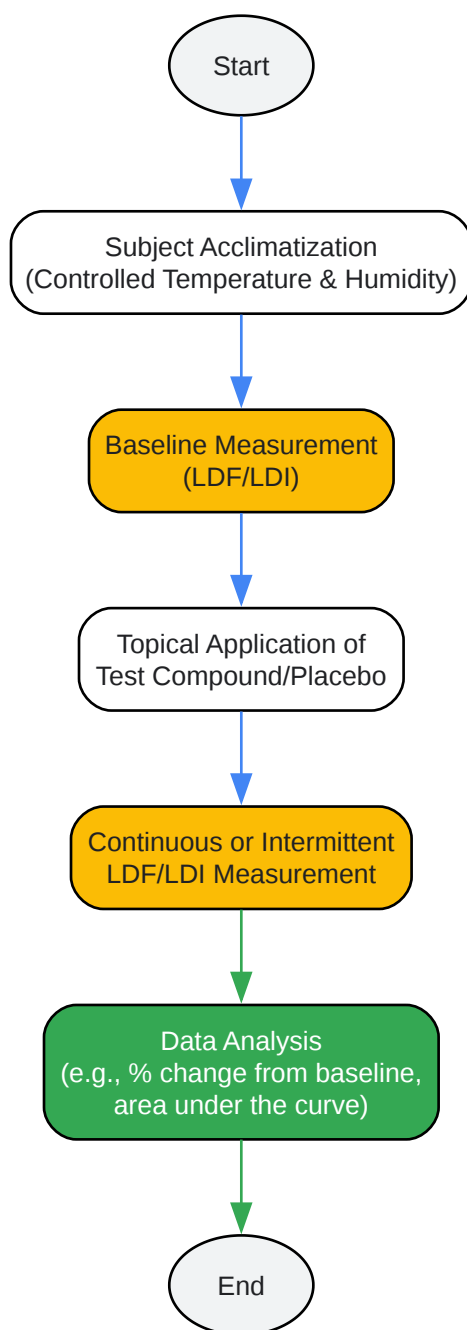 Start
Subject Acclimatization
(Controlled Temperature & Humidity)
Baseline Measurement
(LDF/LDI)
Topical Application of
Test Compound/Placebo
Continuous or Intermittent
LDF/LDI Measurement
Data Analysis
(e.g., % change from baseline,
area under the curve)
End